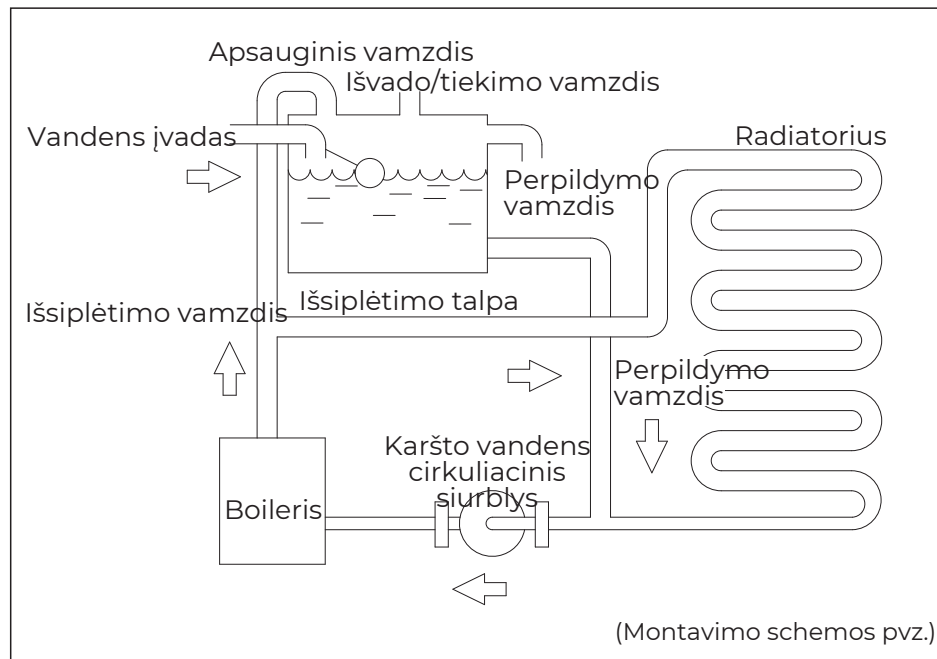 Apsauginis vamzdis
Išvado/tiekimo vamzdis
Vandens įvadas
Radiatorius
Perpildymo
vamzdis
Išsiplėtimo vamzdis
Išsiplėtimo talpa
Perpildymo
vamzdis
Karšto vandens
cirkuliacinis
siurblys
Boileris
(Montavimo schemos pvz.)